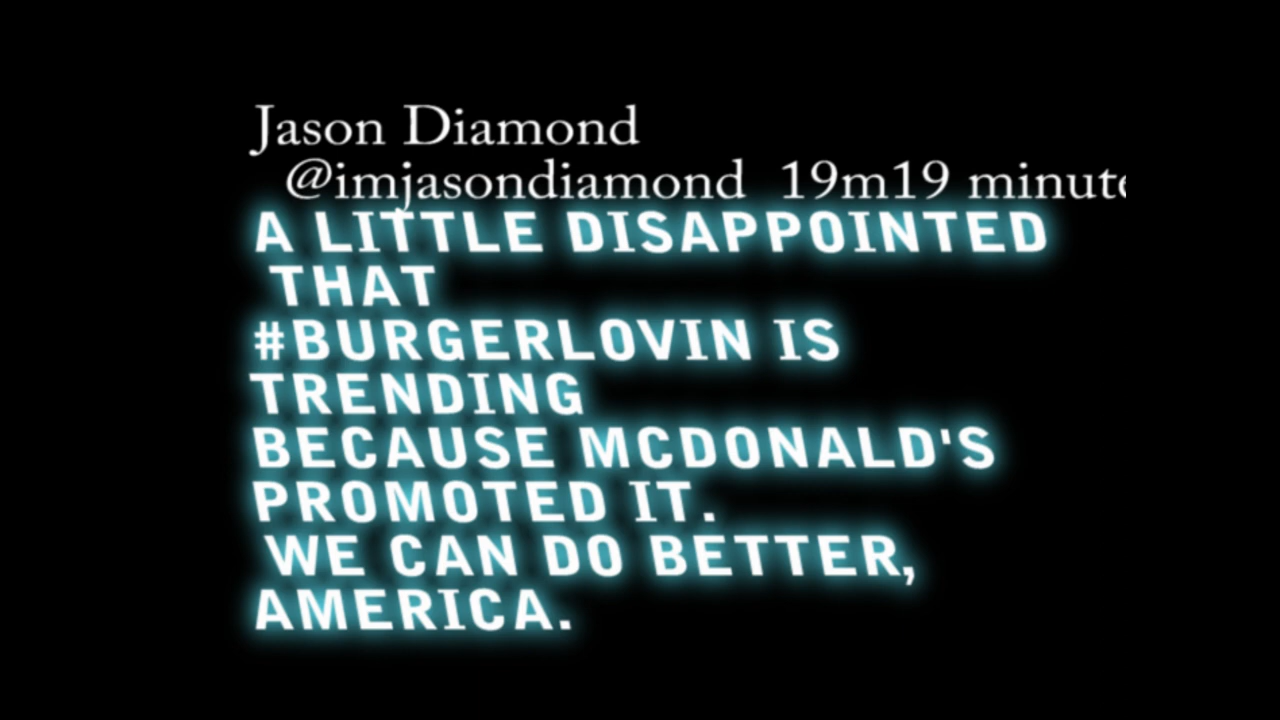 Jason Diamond
@imjasondiamond 19m19 minute
A LITTLE DISAPPOINTED
THAT
#BURGERLOVIN IS
TRENDING
BECAUSE MCDONALD'S
PROMOTED IT.
WE CAN DO BETTER,
AMERICA.